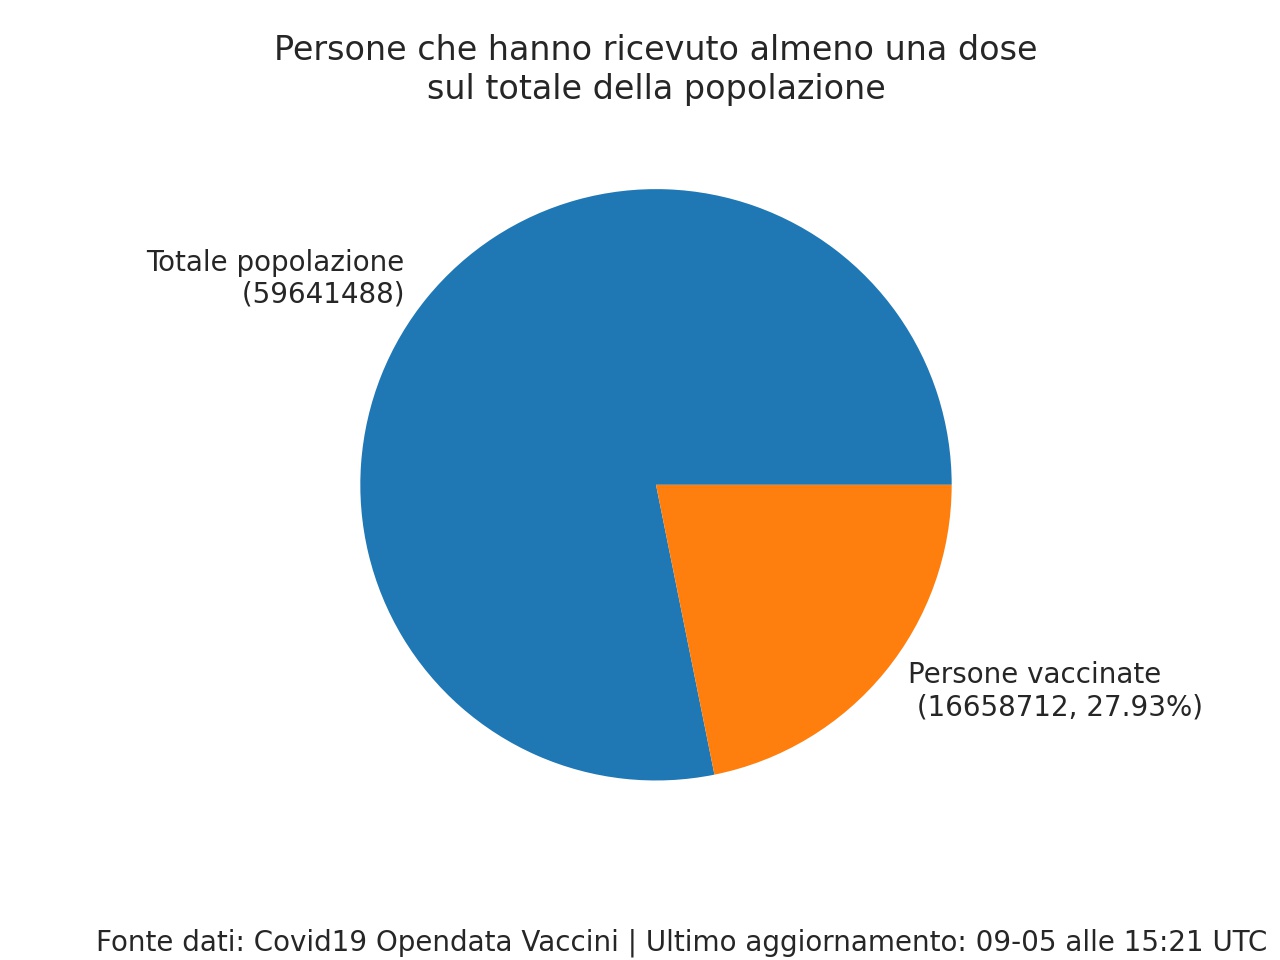 Persone che hanno ricevuto almeno una dose
sul totale della popolazione
Totale popolazione
(59641488)
Persone vaccinate
(16658712, 27.93%)
Fonte dati: Covid19 Opendata Vaccini | Ultimo aggiornamento: 09-05 alle 15:21 UTC